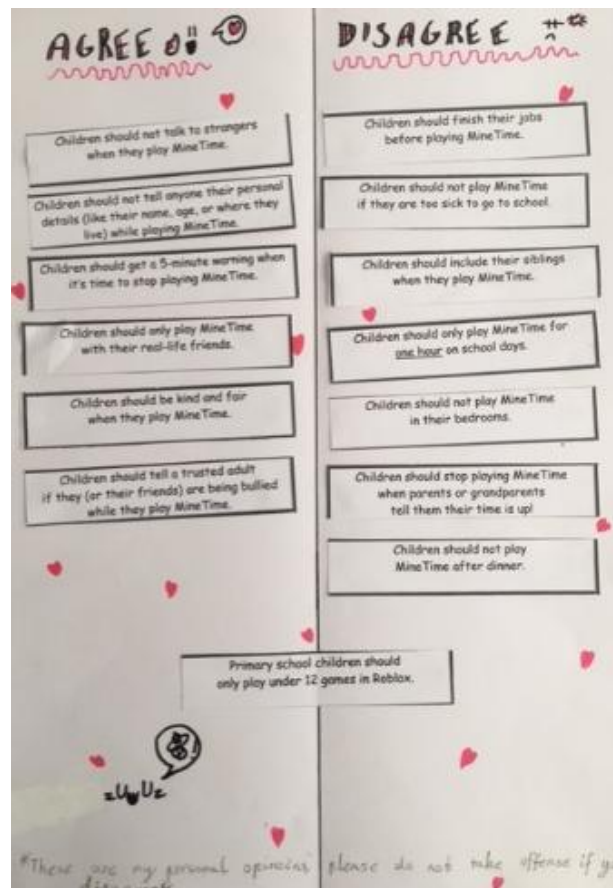 AGREE
DISAGREE
Children should not talk to strangers
when they play MineTime.
Children should not tell anyone their personal
details (like their name, age, or where they
live) while playing MineTime.
Children should get a 5-minute warning when
it's time to stop playing MineTime.
Children should only play MineTime
with their real-life friends.
Children should be kind and fair
when they play MineTime.
Children should tell a trusted adult
if they (or their friends) are being bullied
while they play MineTime.
Children should finish their jobs
before playing MineTime.
Children should not play MineTime
if they are too sick to go to school.
Children should include their siblings
when they play MineTime.
Children should only play MineTime for
one hour on school days.
Children should not play MineTime
in their bedrooms.
Children should stop playing MineTime
when parents or grandparents
tell them their time is up!
Children should not play
MineTime after dinner.
Primary school children should
only play under 12 games in Roblox.
zUwUz
*These are my personal opinions please do not take offense if